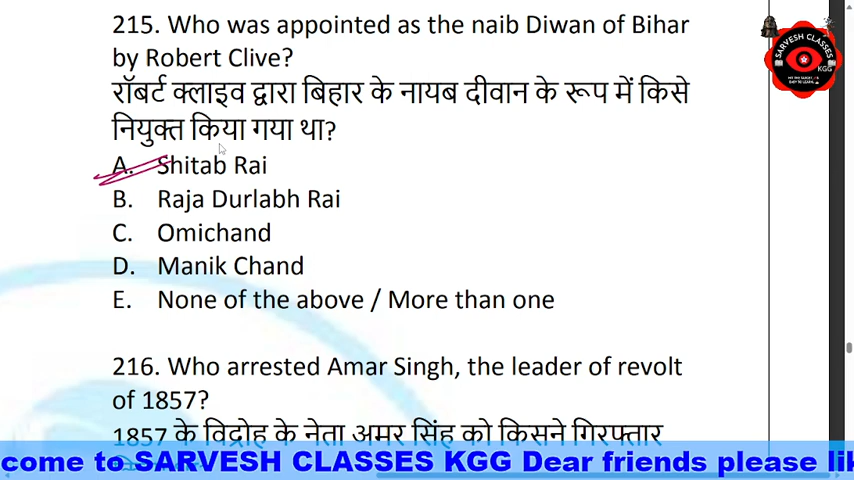 215. Who was appointed as the naib Diwan of Bihar
by Robert Clive?
रॉबर्ट क्लाइव द्वारा बिहार के नायब दीवान के रूप में किसे
नियुक्त किया गया था?
A. Shitab Rai
B. Raja Durlabh Rai
C. Omichand
D. Manik Chand
E. None of the above / More than one
216. Who arrested Amar Singh, the leader of revolt
of 1857?
1857 के विद्रोह के नेता अमर सिंह को किसने गिरफ्तार
come to SARVESH CLASSES KGG Dear friends please lik
SARVESH CLASSES
KGG